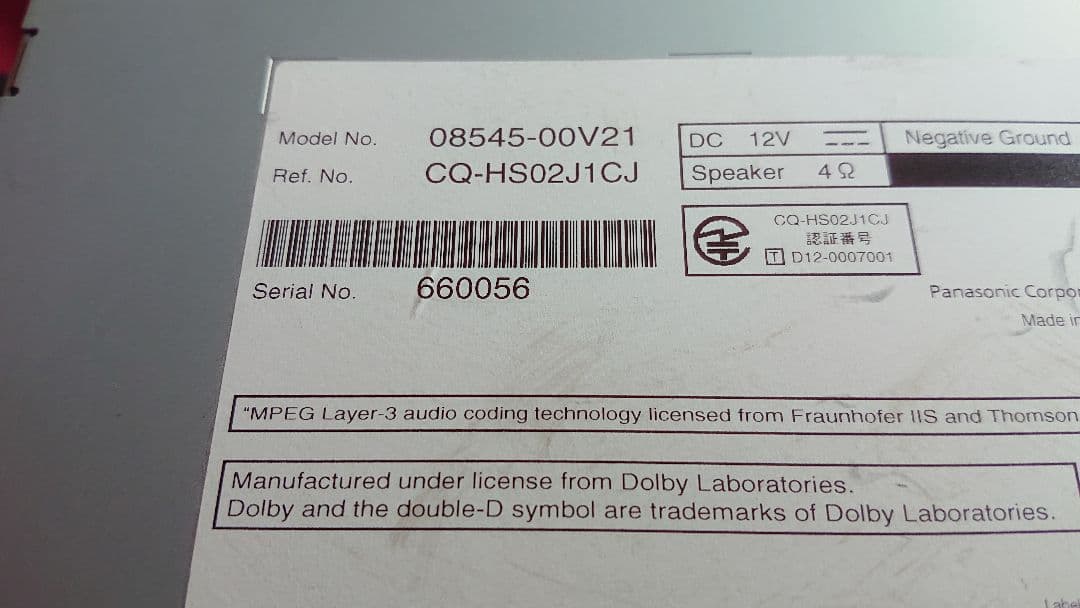 Model No. 08545-00V21
Ref. No. CQ-HS02J1CJ
Serial No. 660056
DC 12V Negative Ground
Speaker 4Ω
CQ-HS02J1CJ
認証番号
T D12-0007001
Panasonic
Made
"MPEG Layer-3 audio coding technology licensed from Fraunhofer IIS and Thomson
Manufactured under license from Dolby Laboratories.
Dolby and the double-D symbol are trademarks of Dolby Laboratories.